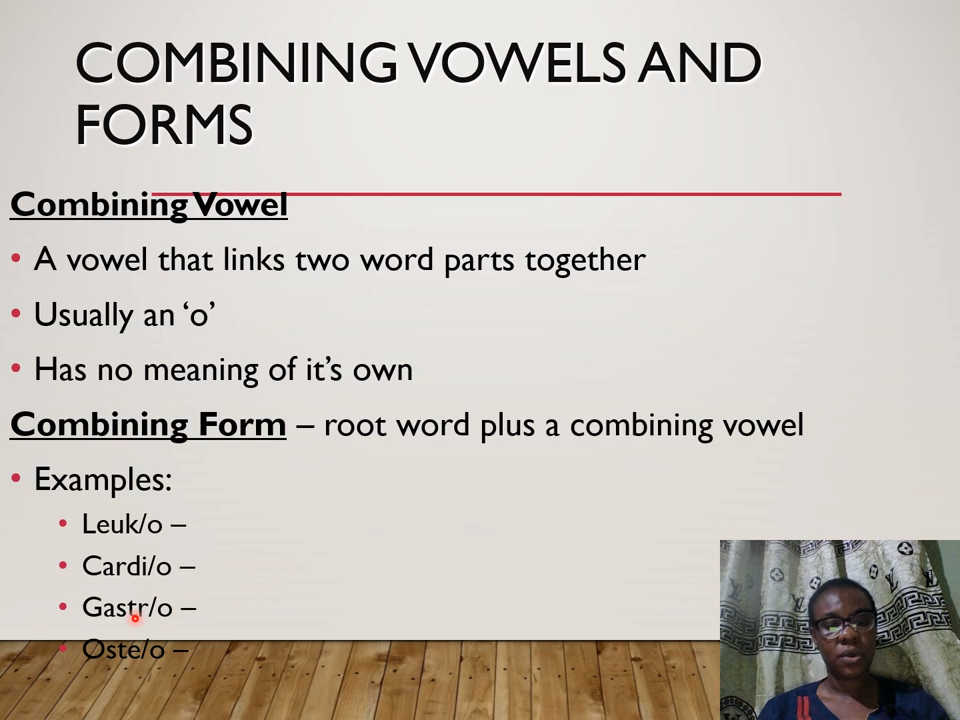 COMBINING VOWELS AND
FORMS
Combining Vowel
• A vowel that links two word parts together
• Usually an ‘o’
• Has no meaning of it’s own
Combining Form – root word plus a combining vowel
• Examples:
• Leuk/o –
• Cardi/o –
• Gastr/o –
• Oste/o –